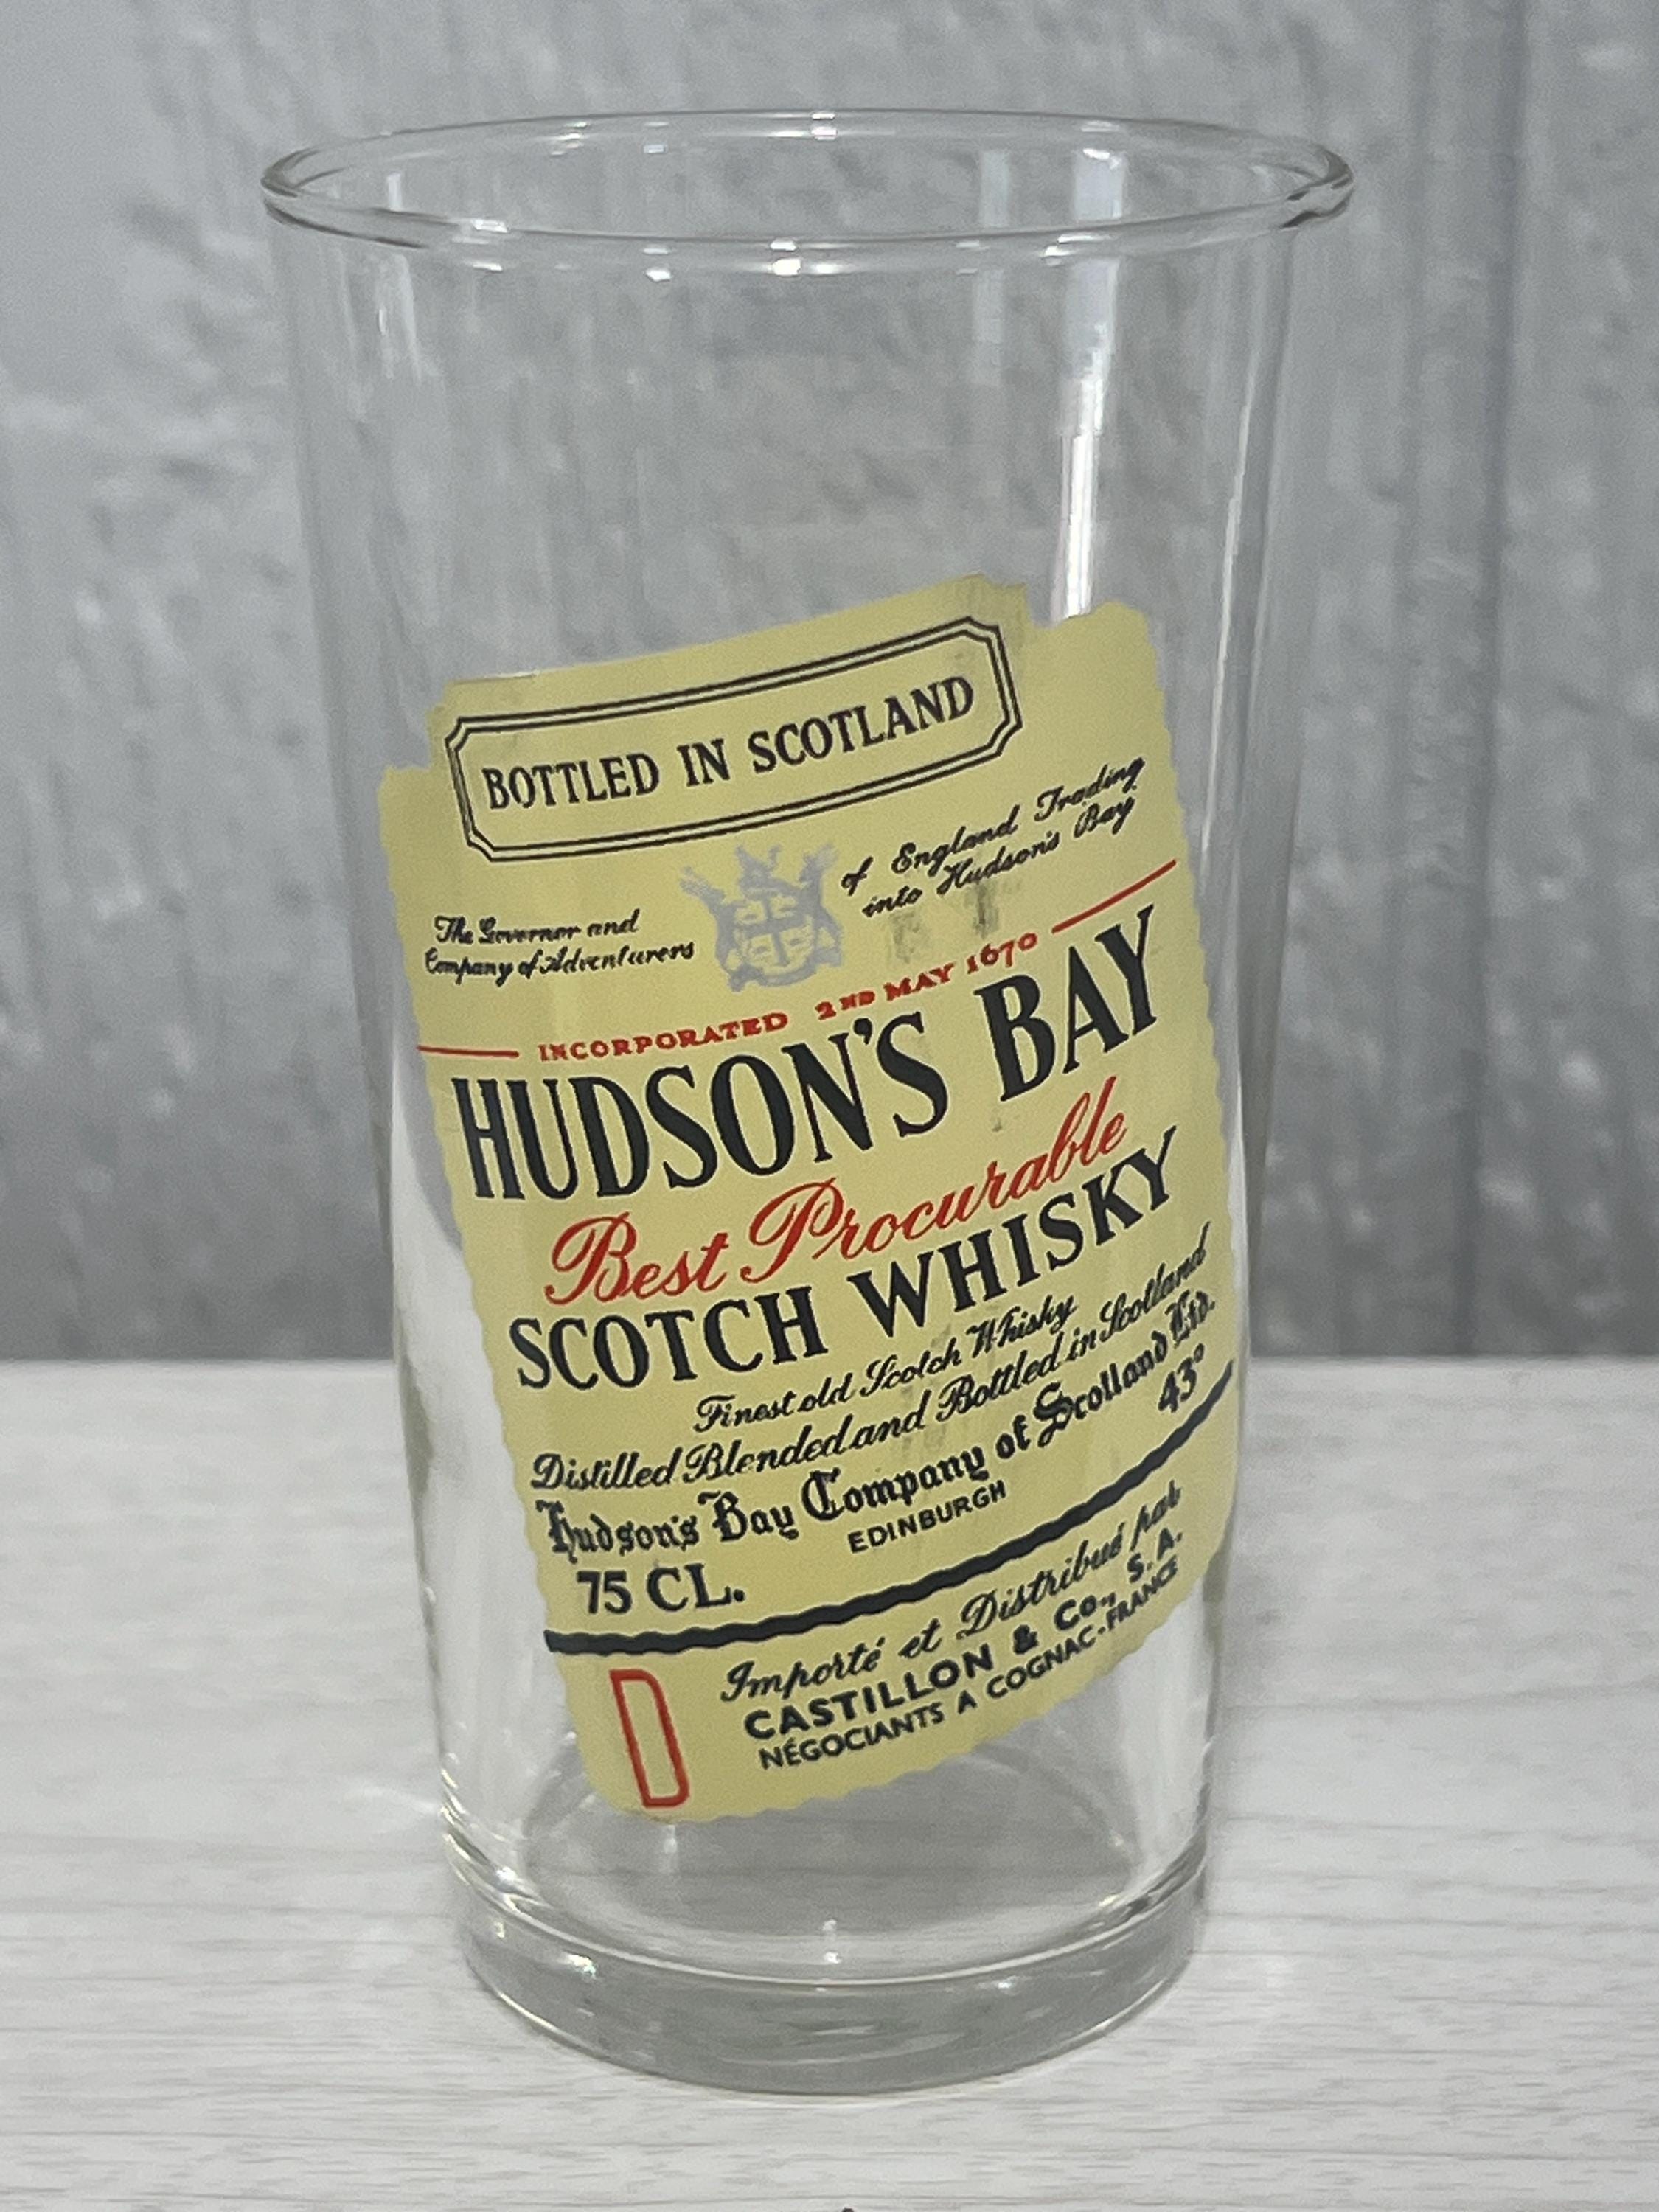 BOTTLED IN SCOTLAND
The Governor and
Company of Adventurers
of England Trading
into Hudson's Bay
INCORPORATED 2ND MAY 1670
HUDSON'S BAY
Best Procurable
SCOTCH WHISKY
Finest old Scotch Whisky
Distilled Blended and Bottled in Scotland
Hudson's Bay Company of Scotland Ltd.
EDINBURGH
43°
75 CL.
D
Importé et Distribué par
CASTILLON & Co., S. A.
NÉGOCIANTS A COGNAC-FRANCE